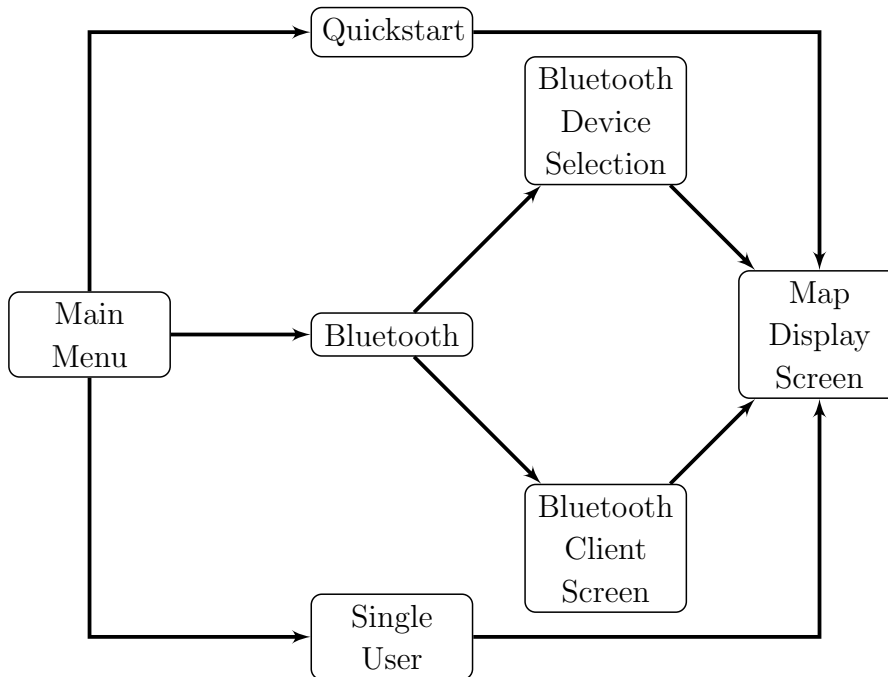 Quickstart
Bluetooth
Device
Selection
Main
Menu
Bluetooth
Map
Display
Screen
Bluetooth
Client
Screen
Single
User